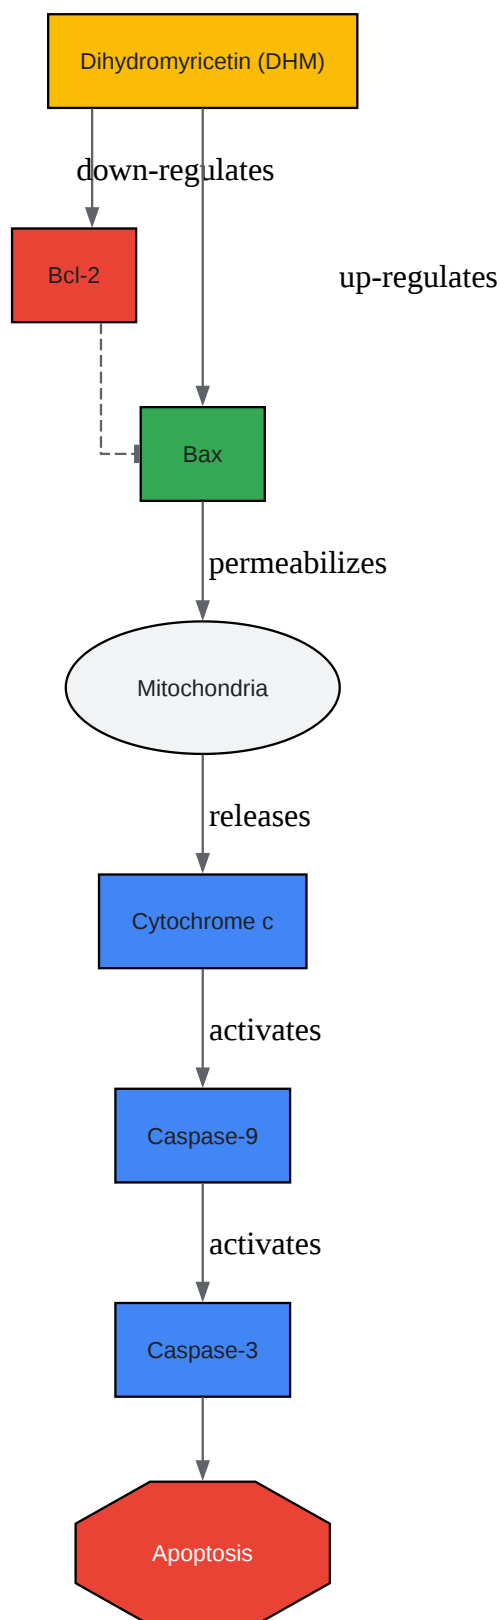 Dihydromyricetin (DHM)
down-regulates
Bcl-2
up-regulates
Bax
permeabilizes
Mitochondria
releases
Cytochrome c
activates
Caspase-9
activates
Caspase-3
Apoptosis